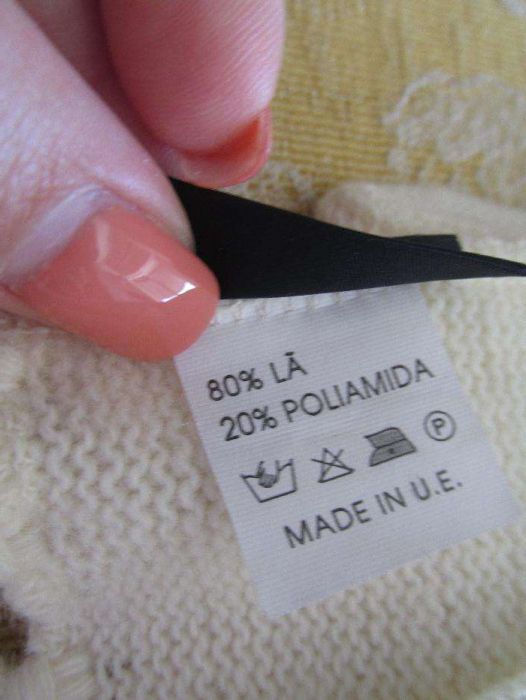 80% LÃ
20% POLIAMIDA
P
MADE IN U.E.